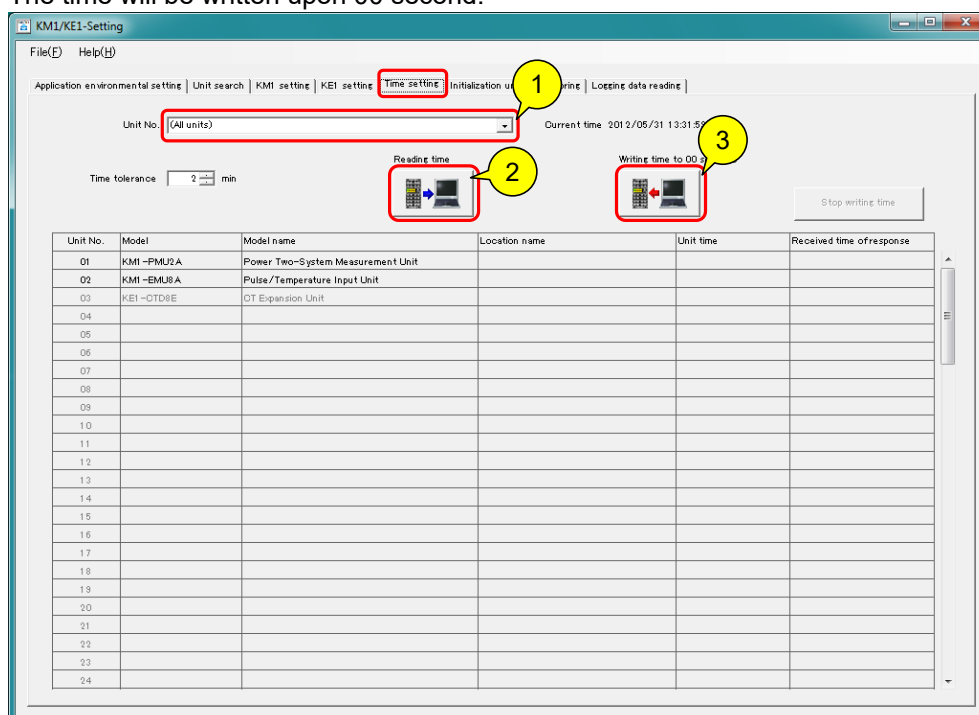 The time will be written upon 00 second.
KM1/KE1-Setting
File(F) Help(H)
Application environmental setting Unit search KM1 setting KE1 setting Time setting Initialization Logging data reading
1
Unit No. (All units) Current time 2012/05/31 13:31:5
3
Reading time Writing time to 00 s
2
Time tolerance 2 min
Stop writing time
Unit No. Model Model name Location name Unit time Received time of response
01 KM1-PMU2A Power Two-System Measurement Unit
02 KM1-EMU8A Pulse/Temperature Input Unit
03 KE1-CTD8E CT Expansion Unit
04
05
06
07
08
09
10
11
12
13
14
15
16
17
18
19
20
21
22
23
24